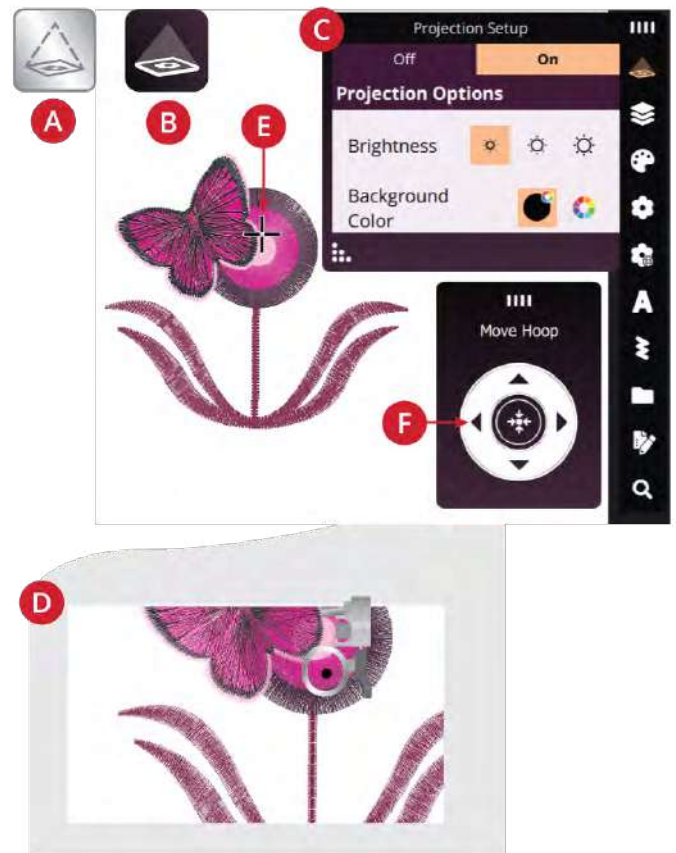 A
B
C
Projection Setup
Off
On
Projection Options
Brightness
Background
Color
E
A
Move Hoop
F
D